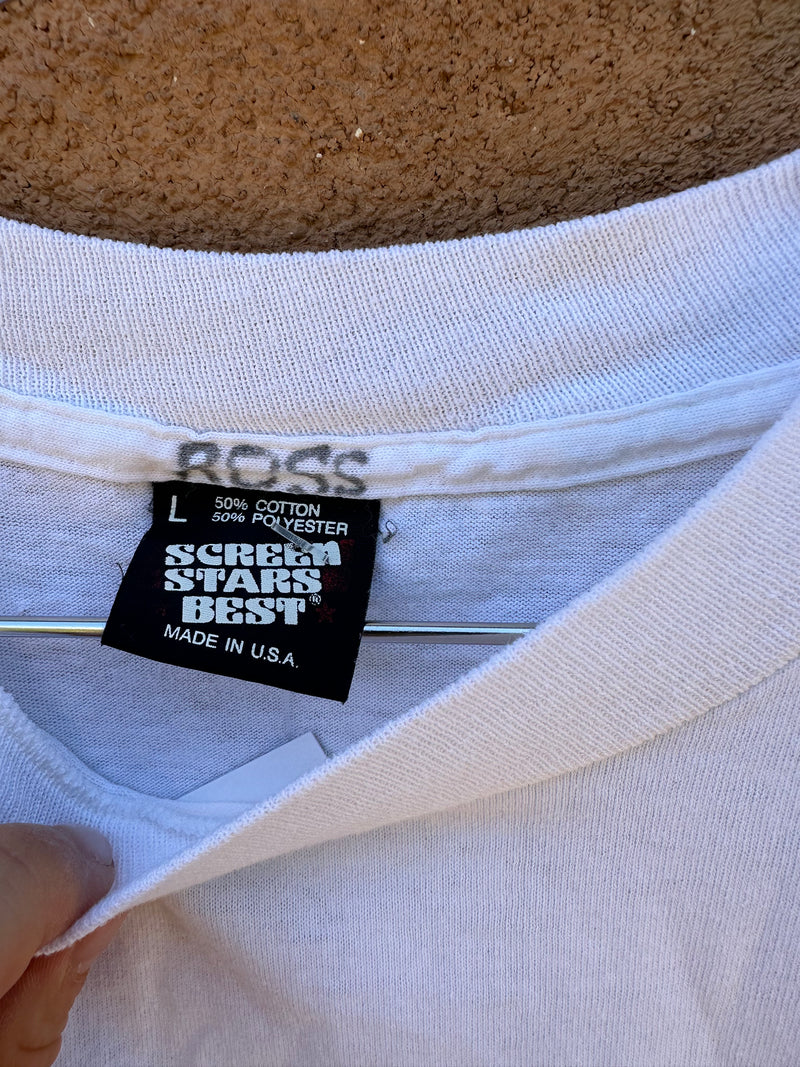 ROSS
L
50% COTTON
50% POLYESTER
SCREEN
STARS
BEST®
MADE IN U.S.A.